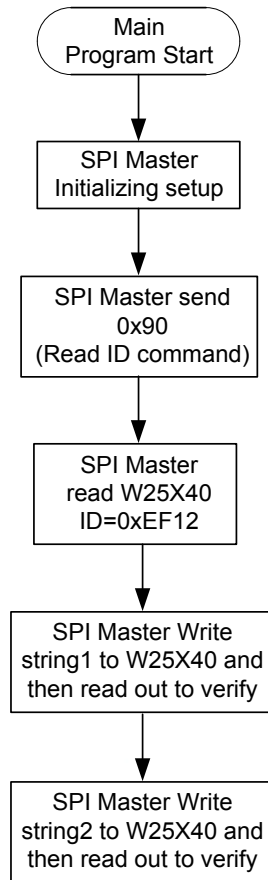 Main
Program Start
SPI Master
Initializing setup
SPI Master send
0x90
(Read ID command)
SPI Master
read W25X40
ID=0xEF12
SPI Master Write
string1 to W25X40 and
then read out to verify
SPI Master Write
string2 to W25X40 and
then read out to verify